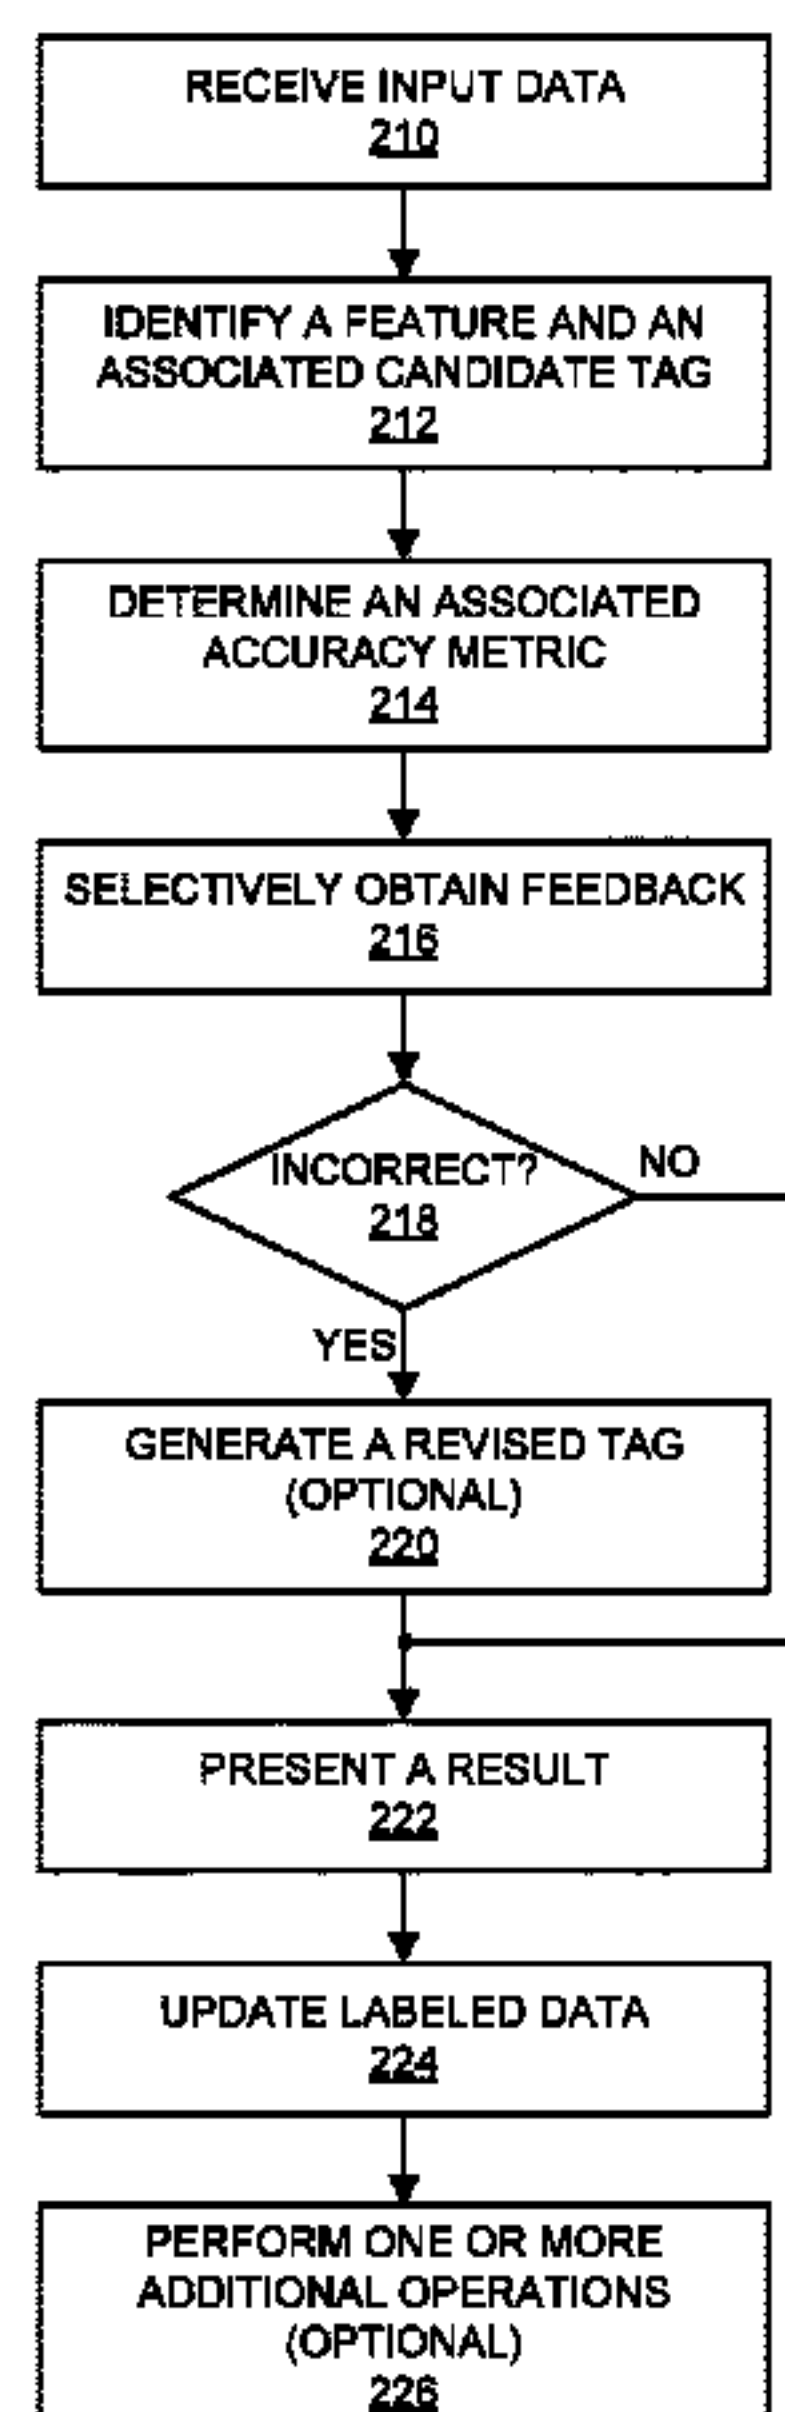 RECEIVE INPUT DATA
210
IDENTIFY A FEATURE AND AN
ASSOCIATED CANDIDATE TAG
212
DETERMINE AN ASSOCIATED
ACCURACY METRIC
214
SELECTIVELY OBTAIN FEEDBACK
216
INCORRECT?
218
NO
YES
GENERATE A REVISED TAG
(OPTIONAL)
220
PRESENT A RESULT
222
UPDATE LABELED DATA
224
PERFORM ONE OR MORE
ADDITIONAL OPERATIONS
(OPTIONAL)
226